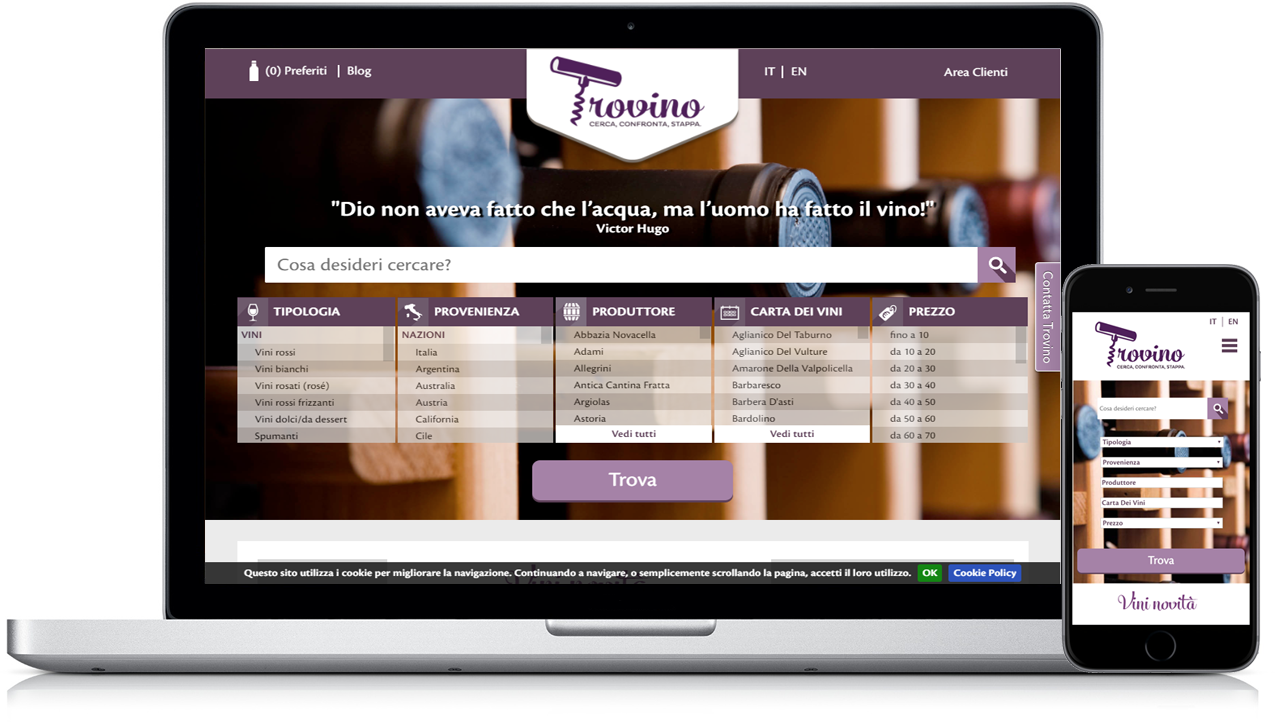 (0) Preferiti | Blog
IT | EN
Area Clienti
Trovino
CERCA, CONFRONTA, STAPPA.
"Dio non aveva fatto che l'acqua, ma l'uomo ha fatto il vino!"
Victor Hugo
Cosa desideri cercare?
Contatta Trovino
TIPOLOGIA
VINI
Vini rossi
Vini bianchi
Vini rosati (rosé)
Vini rossi frizzanti
Vini dolci/da dessert
Spumanti
PROVENIENZA
NAZIONI
Italia
Argentina
Australia
Austria
California
Cile
PRODUTTORE
Abbazia Novacella
Adami
Allegrini
Antica Cantina Fratta
Argiolas
Astoria
Vedi tutti
CARTA DEI VINI
Aglianico Del Taburno
Aglianico Del Vulture
Amarone Della Valpolicella
Barbaresco
Barbera D'asti
Bardolino
Vedi tutti
PREZZO
fino a 10
da 10 a 20
da 20 a 30
da 30 a 40
da 40 a 50
da 50 a 60
da 60 a 70
Trova
Questo sito utilizza i cookie per migliorare la navigazione. Continuando a navigare, o semplicemente scrollando la pagina, accetti il loro utilizzo. OK Cookie Policy
IT | EN
Trovino
CERCA, CONFRONTA, STAPPA.
Cosa desideri cercare?
Tipologia
Provenienza
Produttore
Carta Dei Vini
Prezzo
Trova
Vini novità